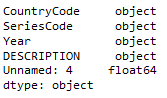 CountryCode     object
SeriesCode      object
Year            object
DESCRIPTION     object
Unnamed: 4     float64
dtype: object